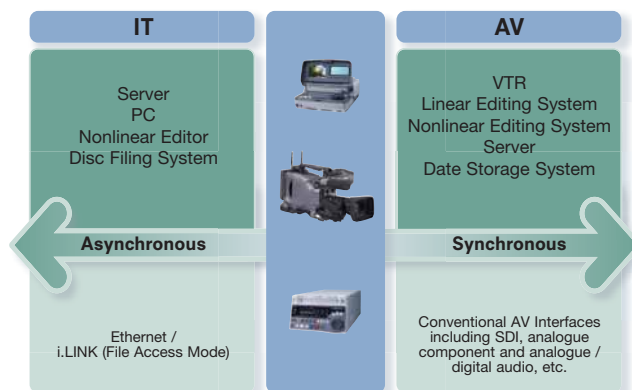 IT
Server
PC
Nonlinear Editor
Disc Filing System
Asynchronous
Ethernet /
i.LINK (File Access Mode)
AV
VTR
Linear Editing System
Nonlinear Editing System
Server
Date Storage System
Synchronous
Conventional AV Interfaces
including SDI, analogue
component and analogue /
digital audio, etc.